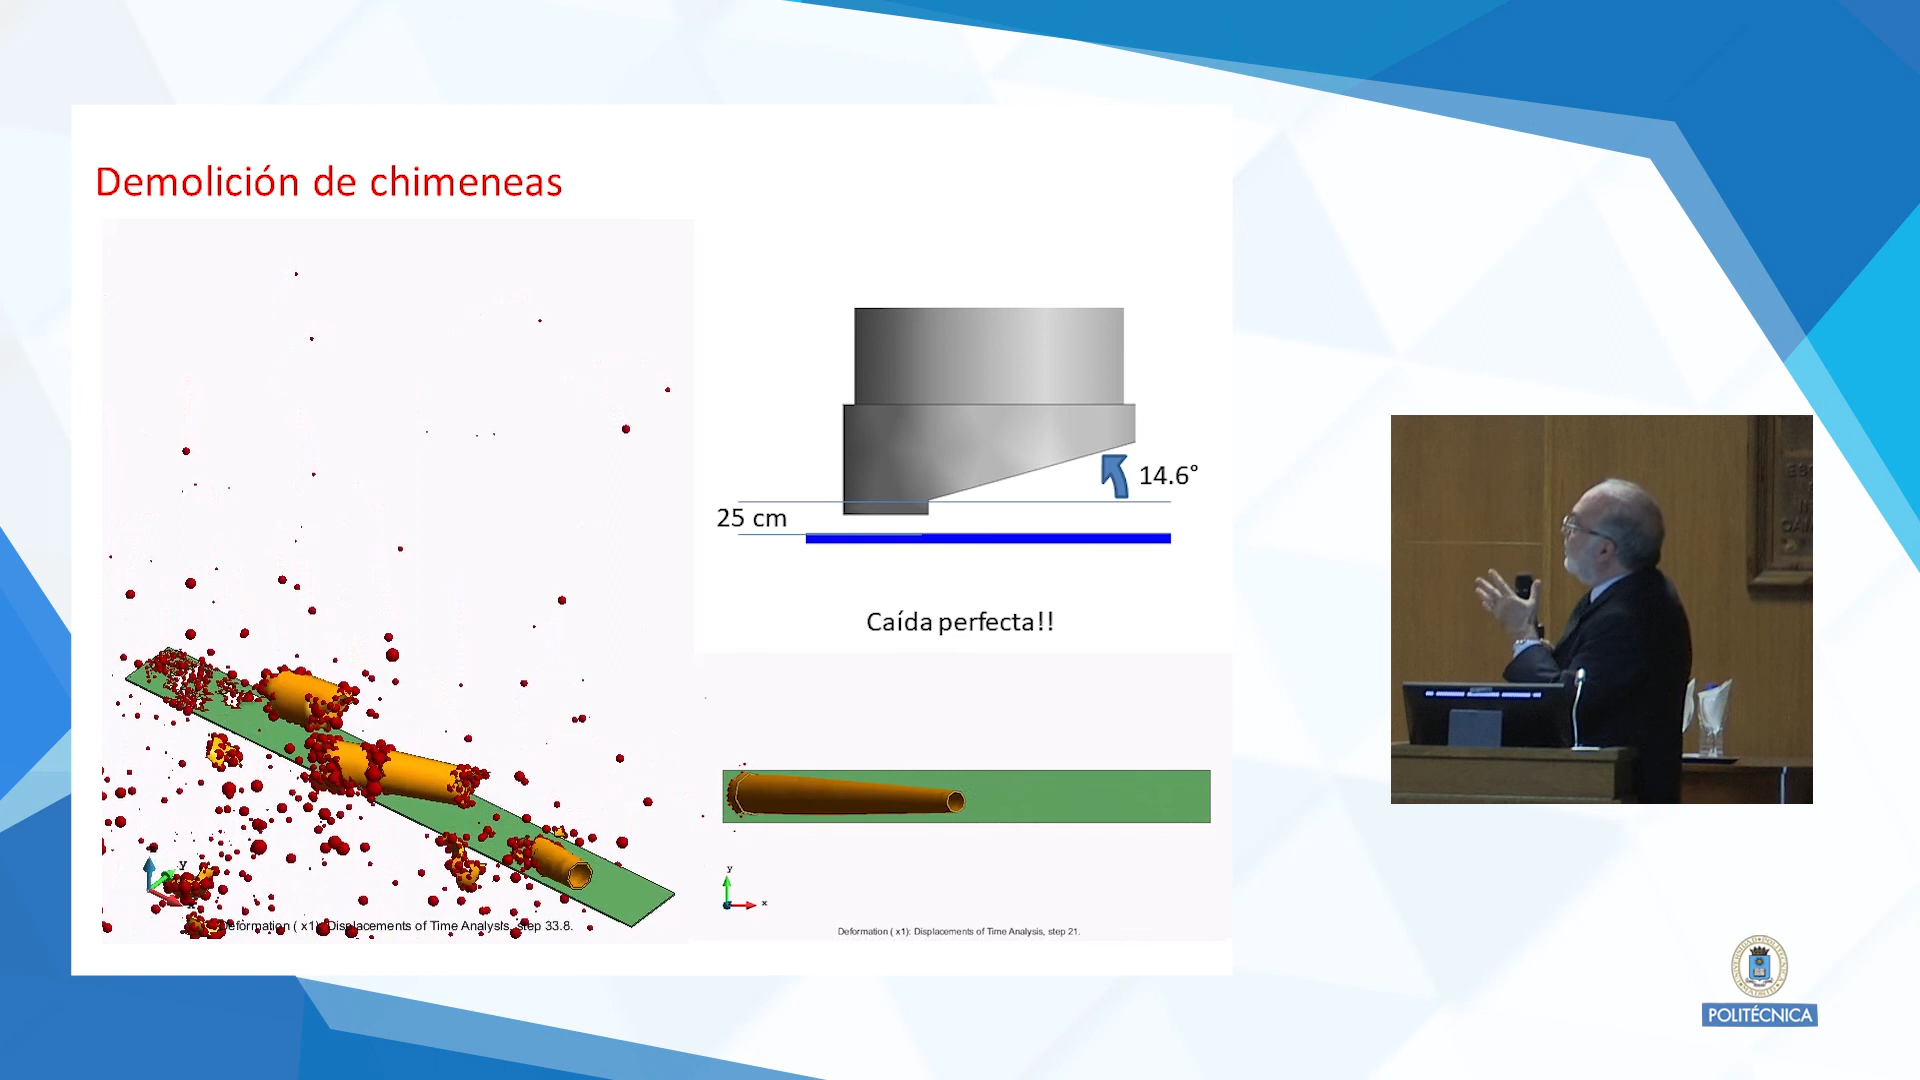 Demolición de chimeneas
14.6°
25 cm
Caída perfecta!!
y
y
x
Deformation ( x1): Displacements of Time Analysis, step 33.8.
Deformation ( x1): Displacements of Time Analysis, step 21.
POLITÉCNICA